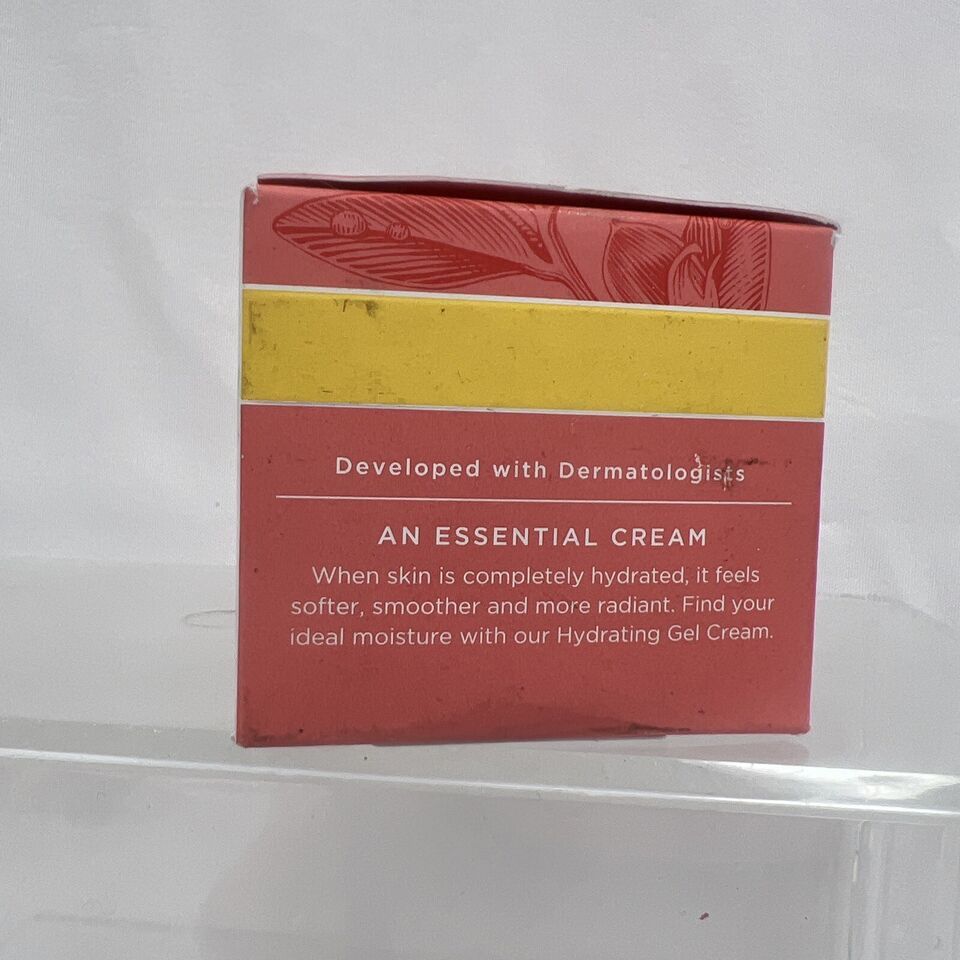 Developed with Dermatologists
AN ESSENTIAL CREAM
When skin is completely hydrated, it feels
softer, smoother and more radiant. Find your
ideal moisture with our Hydrating Gel Cream.